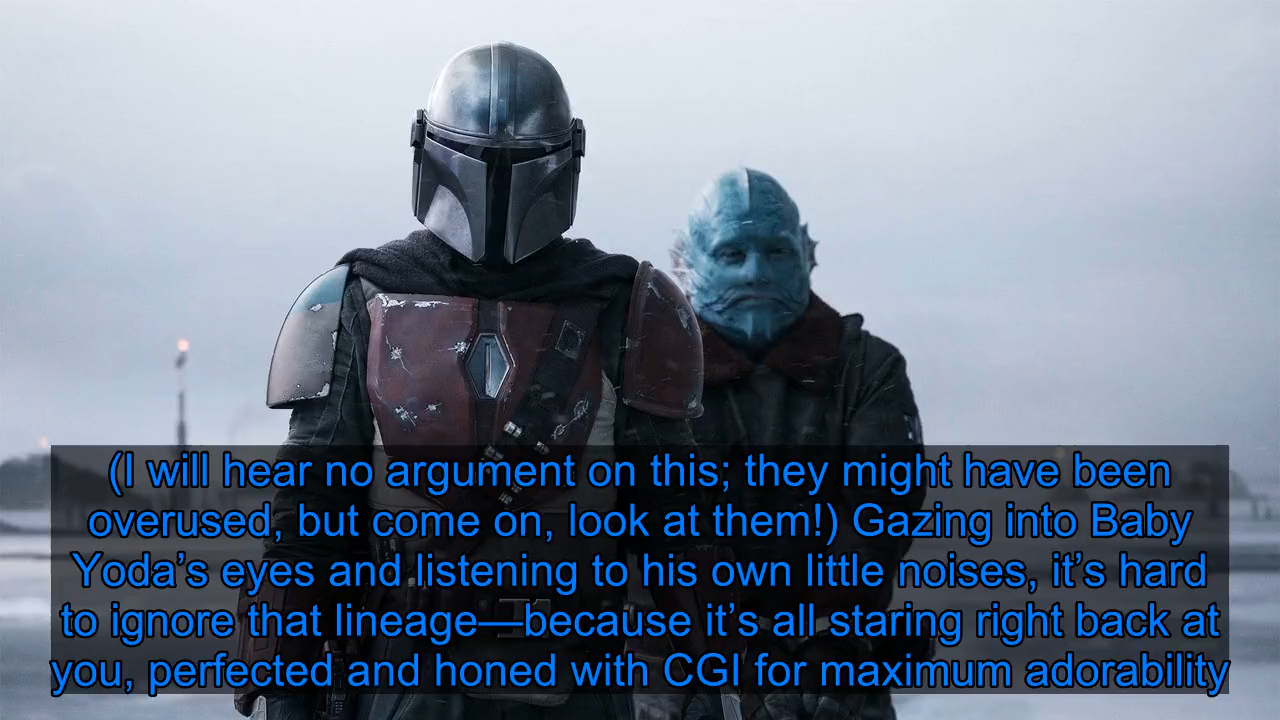 (I will hear no argument on this; they might have been
overused, but come on, look at them!) Gazing into Baby
Yoda’s eyes and listening to his own little noises, it’s hard
to ignore that lineage—because it’s all staring right back at
you, perfected and honed with CGI for maximum adorability